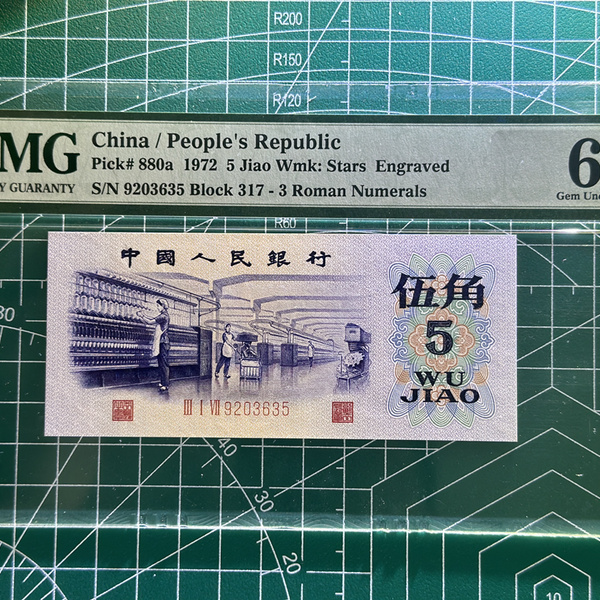 R200
R150
R120
MG
Y GUARANTY
China / People's Republic
Pick# 880a 1972 5 Jiao Wmk: Stars Engraved
S/N 9203635 Block 317 - 3 Roman Numerals
6
Gem Unc
R60
中國人民銀行
伍角
5
WU
JIAO
III I VII 9203635
30
40
30
20
10